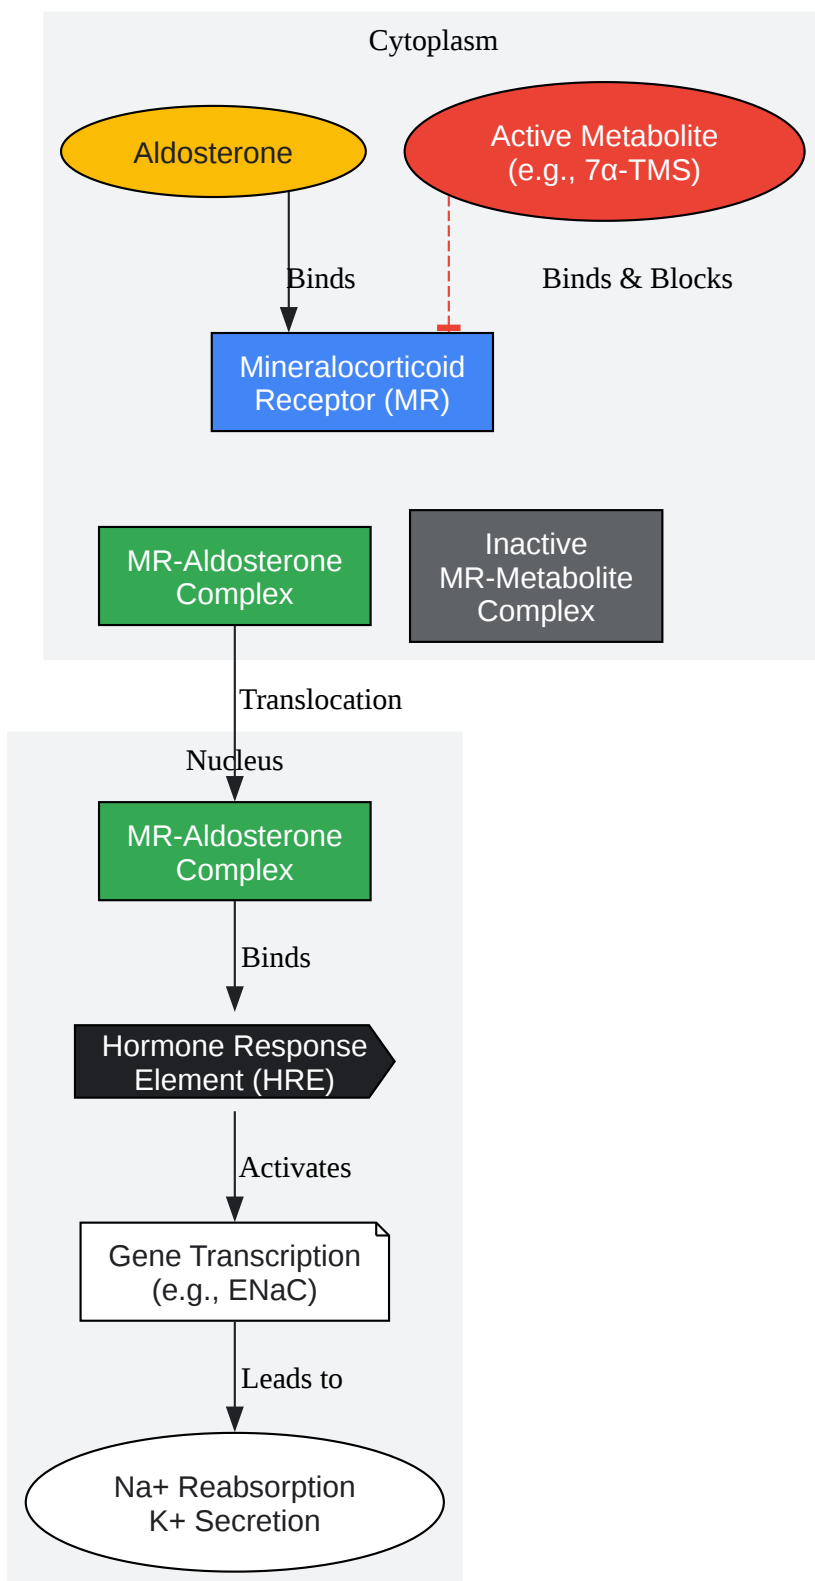 Cytoplasm
Aldosterone
Active Metabolite
(e.g., 7α-TMS)
Binds
Binds & Blocks
Mineralocorticoid
Receptor (MR)
MR-Aldosterone
Complex
Inactive
MR-Metabolite
Complex
Translocation
Nucleus
MR-Aldosterone
Complex
Binds
Hormone Response
Element (HRE)
Activates
Gene Transcription
(e.g., ENaC)
Leads to
Na+ Reabsorption
K+ Secretion